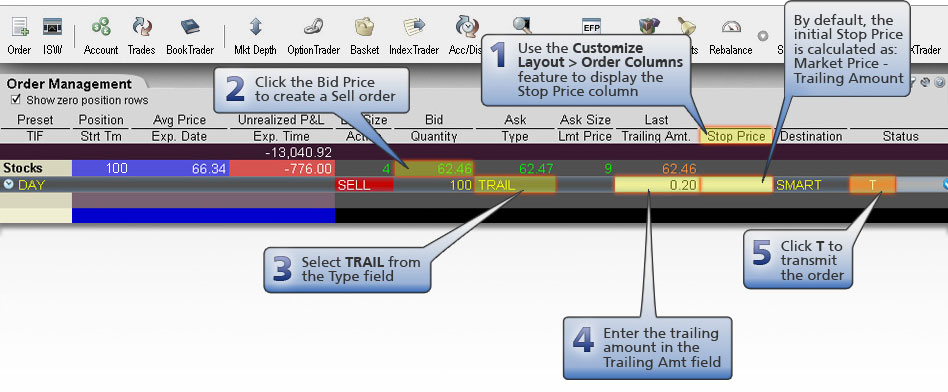 By default, the
initial Stop Price
is calculated as:
Market Price -
Trailing Amount
EFP
Order ISW Account Trades BookTrader Mkt Depth OptionTrader Basket IndexTrader Acc/Dis Rebalance
1 Use the Customize
Layout > Order Columns
feature to display the
Stop Price column
Order Management
2 Click the Bid Price
to create a Sell order
Show zero position rows
Preset Position Avg Price Unrealized P&L Size Bid Ask Ask Size Last
TIF Strt Tm Exp. Date Exp. Time Quantity Type Lmt Price Trailing Amt. Stop Price Destination Status
-13,040.92
Stocks 100 66.34 -776.00 4 62.46 62.47 9 62.46
DAY SELL 100 TRAIL 0.20 SMART T
3 Select TRAIL from
the Type field
5 Click T to
transmit
the order
4 Enter the trailing
amount in the
Trailing Amt field